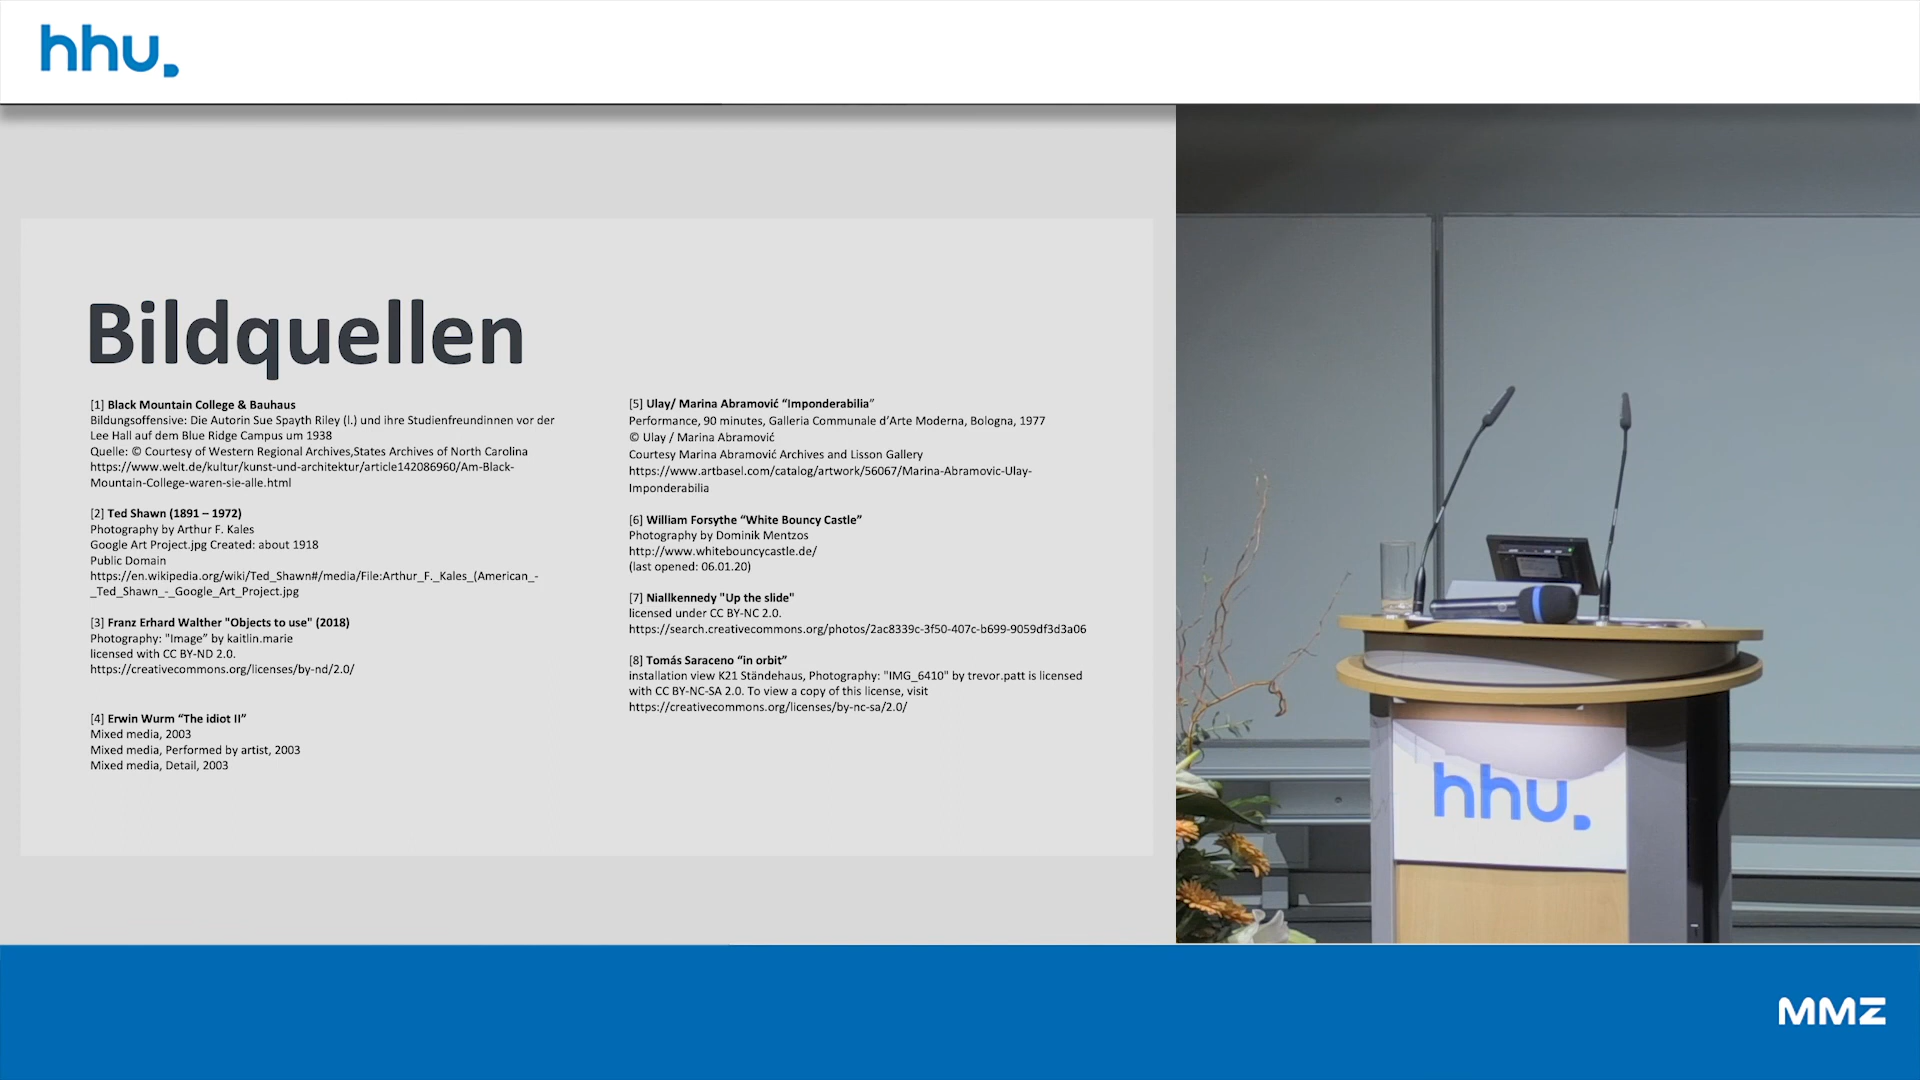 hhu.
Bildquellen
[1] Black Mountain College & Bauhaus
Bildungsoffensive: Die Autorin Sue Spayth Riley (l.) und ihre Studienfreundinnen vor der
Lee Hall auf dem Blue Ridge Campus um 1938
Quelle: © Courtesy of Western Regional Archives,States Archives of North Carolina
https://www.welt.de/kultur/kunst-und-architektur/article142086960/Am-Black-
Mountain-College-waren-sie-alle.html
[2] Ted Shawn (1891 – 1972)
Photography by Arthur F. Kales
Google Art Project.jpg Created: about 1918
Public Domain
https://en.wikipedia.org/wiki/Ted_Shawn#/media/File:Arthur_F._Kales_(American_-
_Ted_Shawn_-_Google_Art_Project.jpg
[3] Franz Erhard Walther "Objects to use" (2018)
Photography: "Image” by kaitlin.marie
licensed with CC BY-ND 2.0.
https://creativecommons.org/licenses/by-nd/2.0/
[4] Erwin Wurm “The idiot II”
Mixed media, 2003
Mixed media, Performed by artist, 2003
Mixed media, Detail, 2003
[5] Ulay/ Marina Abramović “Imponderabilia”
Performance, 90 minutes, Galleria Communale d’Arte Moderna, Bologna, 1977
© Ulay / Marina Abramović
Courtesy Marina Abramović Archives and Lisson Gallery
https://www.artbasel.com/catalog/artwork/56067/Marina-Abramovic-Ulay-
Imponderabilia
[6] William Forsythe “White Bouncy Castle”
Photography by Dominik Mentzos
http://www.whitebouncycastle.de/
(last opened: 06.01.20)
[7] Niallkennedy "Up the slide"
licensed under CC BY-NC 2.0.
https://search.creativecommons.org/photos/2ac8339c-3f50-407c-b699-9059df3d3a06
[8] Tomás Saraceno “in orbit”
installation view K21 Ständehaus, Photography: "IMG_6410" by trevor.patt is licensed
with CC BY-NC-SA 2.0. To view a copy of this license, visit
https://creativecommons.org/licenses/by-nc-sa/2.0/
hhu.
MMZ